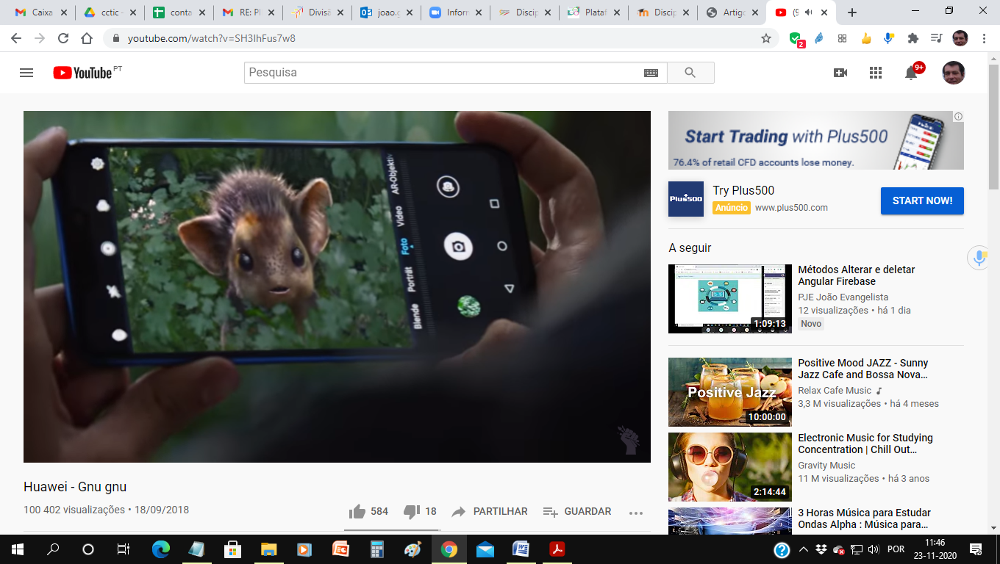 Caixa
cctic -
conta
RE: Pl
Divisã
joao.g
Inforn
Discip
Plataf
Discip
Artigo
(9
youtube.com/watch?v=SH3IhFus7w8
2
YouTube PT
Pesquisa
9+
AR-Objektiv
Video
Foto
Porträt
Blende
Start Trading with Plus500
76.4% of retail CFD accounts lose money.
Plus500
Try Plus500
Anúncio www.plus500.com
START NOW!
A seguir
1:09:13
Métodos Alterar e deletar
Angular Firebase
PJE João Evangelista
12 visualizações • há 1 dia
Novo
Positive Jazz
10:00:00
Positive Mood JAZZ - Sunny
Jazz Cafe and Bossa Nova…
Relax Cafe Music
3,3 M visualizações • há 4 meses
2:14:44
Electronic Music for Studying
Concentration | Chill Out…
Gravity Music
11 M visualizações • há 3 anos
3 Horas Música para Estudar
Ondas Alpha : Música para…
Huawei - Gnu gnu
100 402 visualizações • 18/09/2018
584
18
PARTILHAR
GUARDAR
POR
11:46
23-11-2020